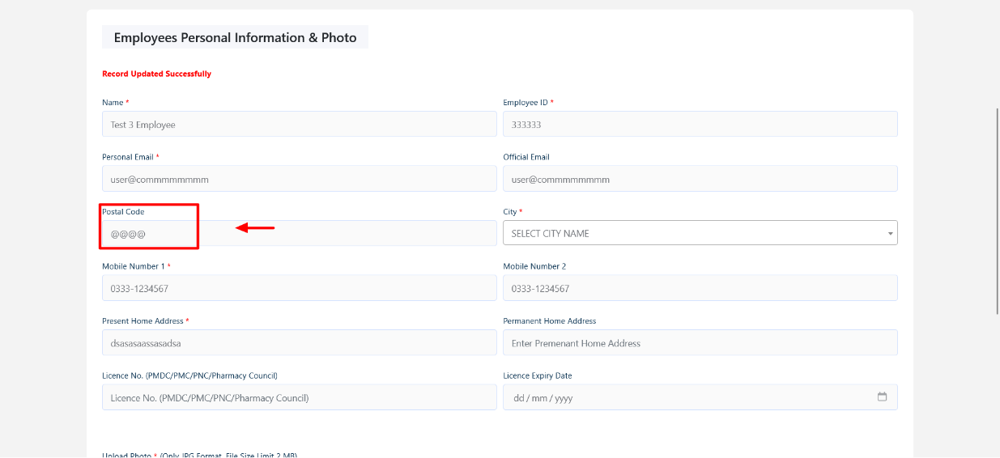 Employees Personal Information & Photo
Record Updated Successfully
Name * Employee ID *
Test 3 Employee 333333
Personal Email * Official Email
user@commmmmmmm user@commmmmmmm
Postal Code City *
@@@@ SELECT CITY NAME
Mobile Number 1 * Mobile Number 2
0333-1234567 0333-1234567
Present Home Address * Permanent Home Address
dsasasaassasadsa Enter Premenant Home Address
Licence No. (PMDC/PMC/PNC/Pharmacy Council) Licence Expiry Date
Licence No. (PMDC/PMC/PNC/Pharmacy Council) dd / mm / yyyy
Upload Photo * (Only JPG Format, File Size Limit 2 MB)